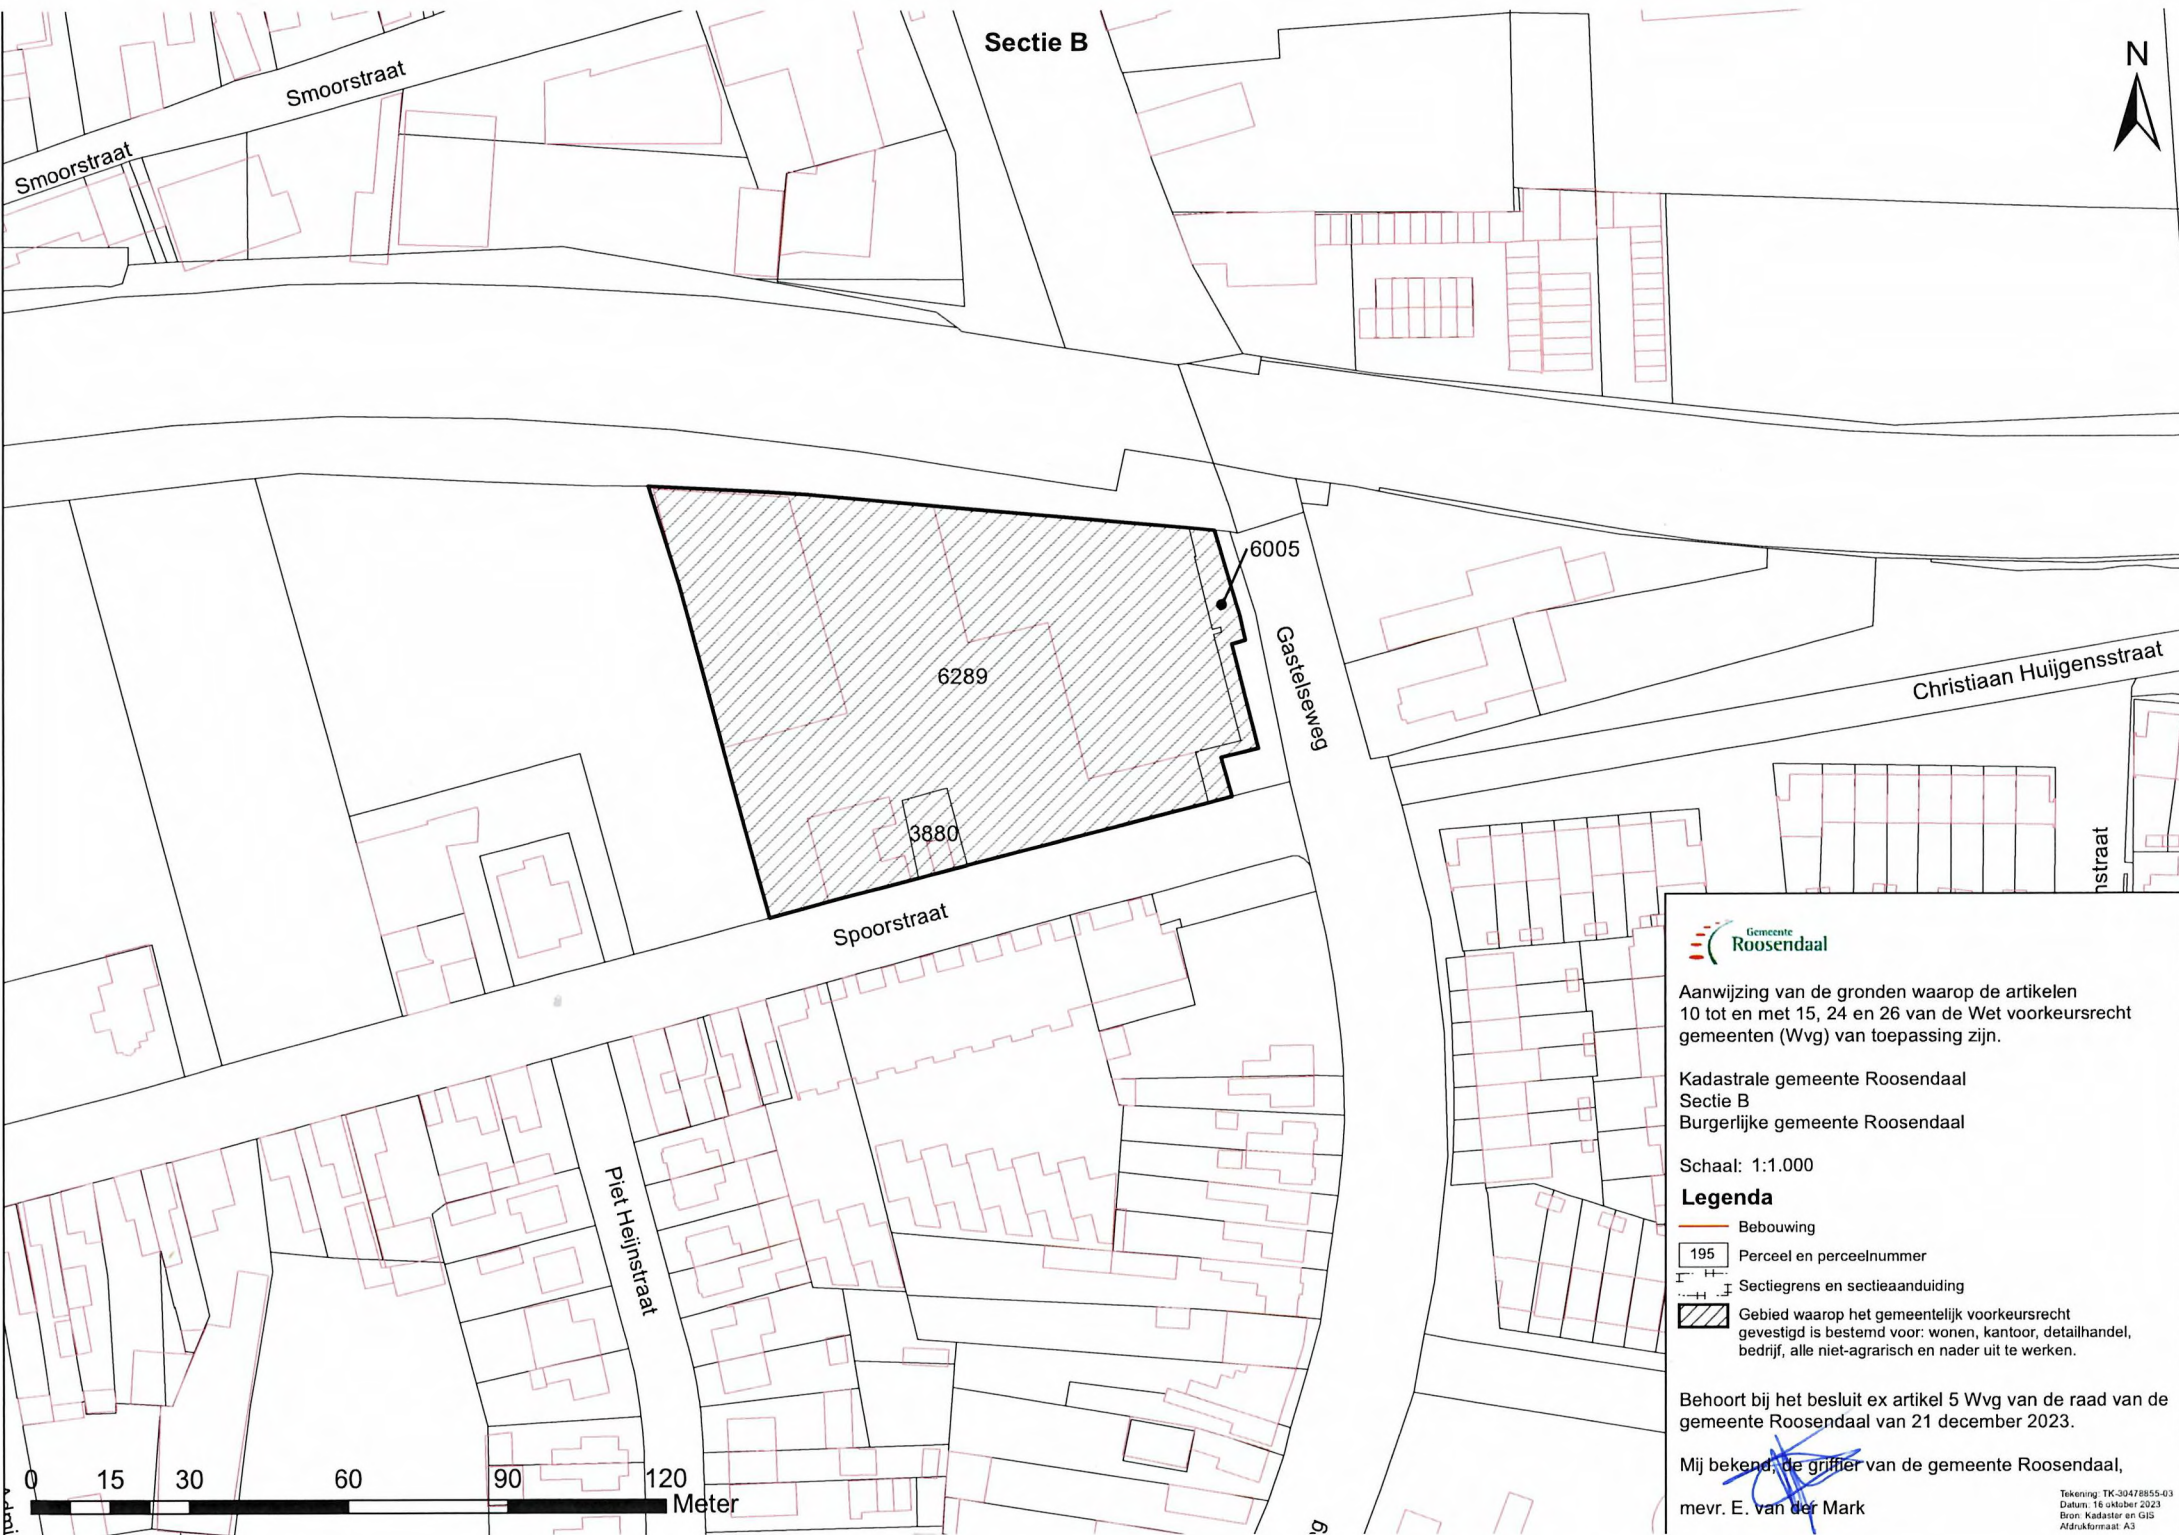 Sectie B
N
Smoorstraat
Smoorstraat
6005
6289
Gastelseweg
Christiaan Huijgensstraat
3880
nstraat
Spoorstraat
Piet Heijnstraat
Gemeente
Roosendaal
Aanwijzing van de gronden waarop de artikelen
10 tot en met 15, 24 en 26 van de Wet voorkeursrecht
gemeenten (Wvg) van toepassing zijn.
Kadastrale gemeente Roosendaal
Sectie B
Burgerlijke gemeente Roosendaal
Schaal: 1:1.000
Legenda
Bebouwing
195 Perceel en perceelnummer
Sectiegrens en sectieaanduiding
Gebied waarop het gemeentelijk voorkeursrecht
gevestigd is bestemd voor: wonen, kantoor, detailhandel,
bedrijf, alle niet-agrarisch en nader uit te werken.
Behoort bij het besluit ex artikel 5 Wvg van de raad van de
gemeente Roosendaal van 21 december 2023.
Mij bekend, de griffier van de gemeente Roosendaal,
mevr. E. van der Mark
Tekening: TK-30478855-03
Datum: 16 oktober 2023
Bron: Kadaster en GIS
Afdrukformaat: A3
0 15 30 60 90 120
Meter
g